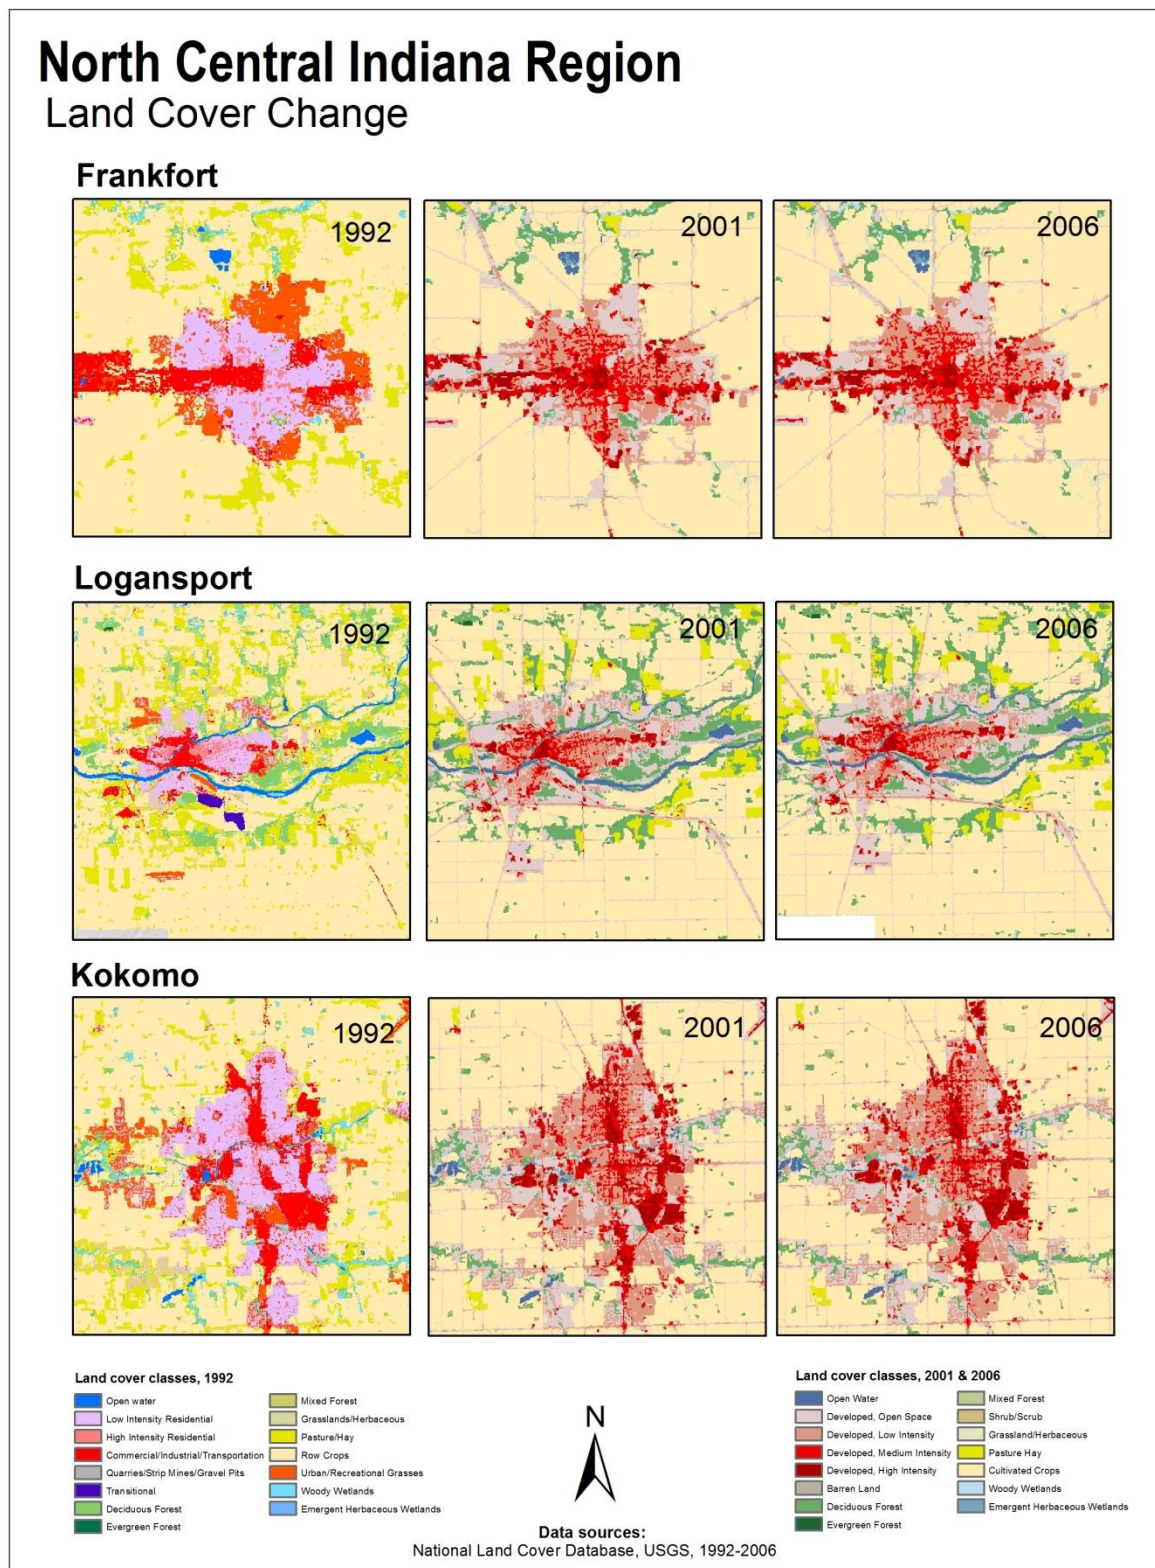 North Central Indiana Region
Land Cover Change
Frankfort
1992
2001
2006
Logansport
1992
2001
2006
Kokomo
1992
2001
2006
Land cover classes, 1992
Open water
Low Intensity Residential
High Intensity Residential
Commercial/Industrial/Transportation
Quarries/Strip Mines/Gravel Pits
Transitional
Deciduous Forest
Evergreen Forest
Mixed Forest
Grasslands/Herbaceous
Pasture/Hay
Row Crops
Urban/Recreational Grasses
Woody Wetlands
Emergent Herbaceous Wetlands
N
Data sources:
National Land Cover Database, USGS, 1992-2006
Land cover classes, 2001 & 2006
Open Water
Developed, Open Space
Developed, Low Intensity
Developed, Medium Intensity
Developed, High Intensity
Barren Land
Deciduous Forest
Evergreen Forest
Mixed Forest
Shrub/Scrub
Grassland/Herbaceous
Pasture Hay
Cultivated Crops
Woody Wetlands
Emergent Herbaceous Wetlands